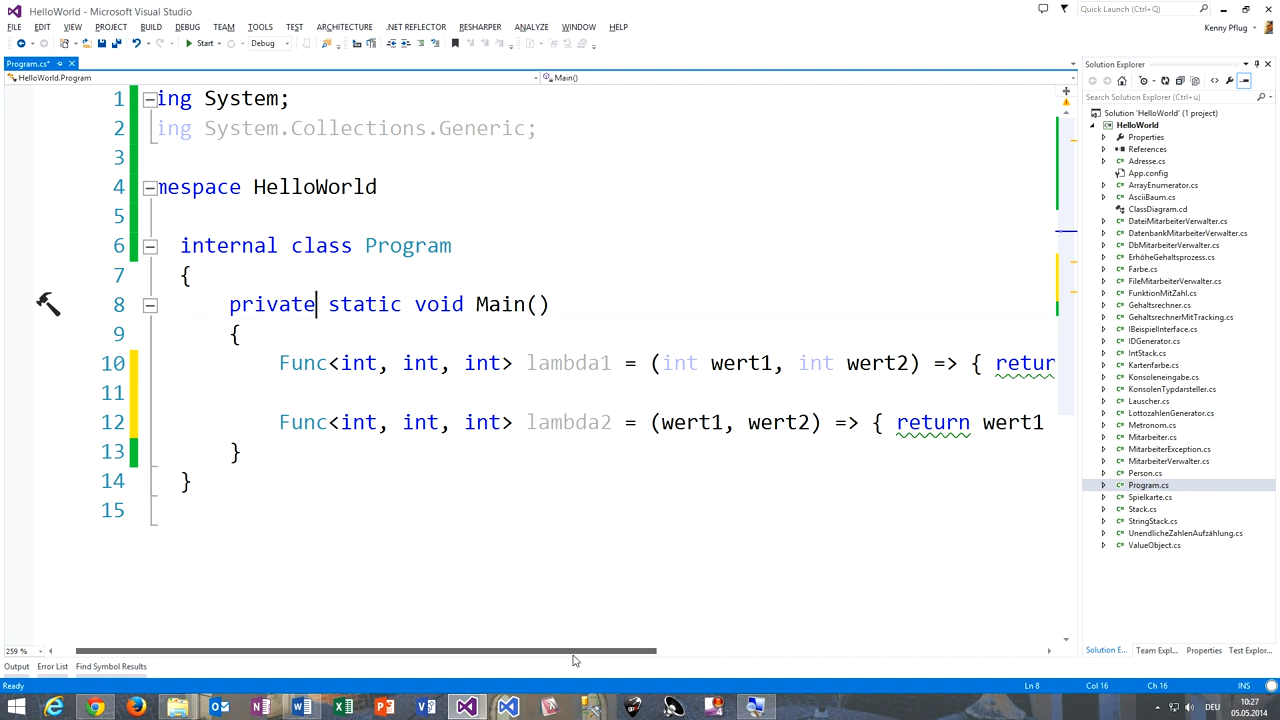 HelloWorld - Microsoft Visual Studio
Quick Launch (Ctrl+Q)
FILE EDIT VIEW PROJECT BUILD DEBUG TEAM TOOLS TEST ARCHITECTURE .NET REFLECTOR RESHARPER ANALYZE WINDOW HELP
Kenny Pflug
Start Debug
Program.cs*
HelloWorld.Program
Main()
1 ing System;
2 ing System.Collections.Generic;
3
4 mespace HelloWorld
5
6 internal class Program
7 {
8 private static void Main()
9 {
10 Func<int, int, int> lambda1 = (int wert1, int wert2) => { retur
11
12 Func<int, int, int> lambda2 = (wert1, wert2) => { return wert1
13 }
14 }
15
259 %
Output Error List Find Symbol Results
Solution Explorer
Search Solution Explorer (Ctrl+ü)
Solution 'HelloWorld' (1 project)
HelloWorld
Properties
References
Adresse.cs
App.config
ArrayEnumerator.cs
AsciiBaum.cs
ClassDiagram.cd
DateiMitarbeiterVerwalter.cs
DatenbankMitarbeiterVerwalter.cs
DbMitarbeiterVerwalter.cs
ErhöheGehaltsprozess.cs
Farbe.cs
FileMitarbeiterVerwalter.cs
FunktionMitZahl.cs
Gehaltsrechner.cs
GehaltsrechnerMitTracking.cs
IBeispielInterface.cs
IDGenerator.cs
IntStack.cs
Kartenfarbe.cs
Konsoleneingabe.cs
KonsolenTypdarsteller.cs
Lauscher.cs
LottozahlenGenerator.cs
Metronom.cs
Mitarbeiter.cs
MitarbeiterException.cs
MitarbeiterVerwalter.cs
Person.cs
Program.cs
Spielkarte.cs
Stack.cs
StringStack.cs
UnendlicheZahlenAufzählung.cs
ValueObject.cs
Solution E... Team Expl... Properties Test Explor...
Ready
Ln 8 Col 16 Ch 16 INS
DEU
10:27
05.05.2014